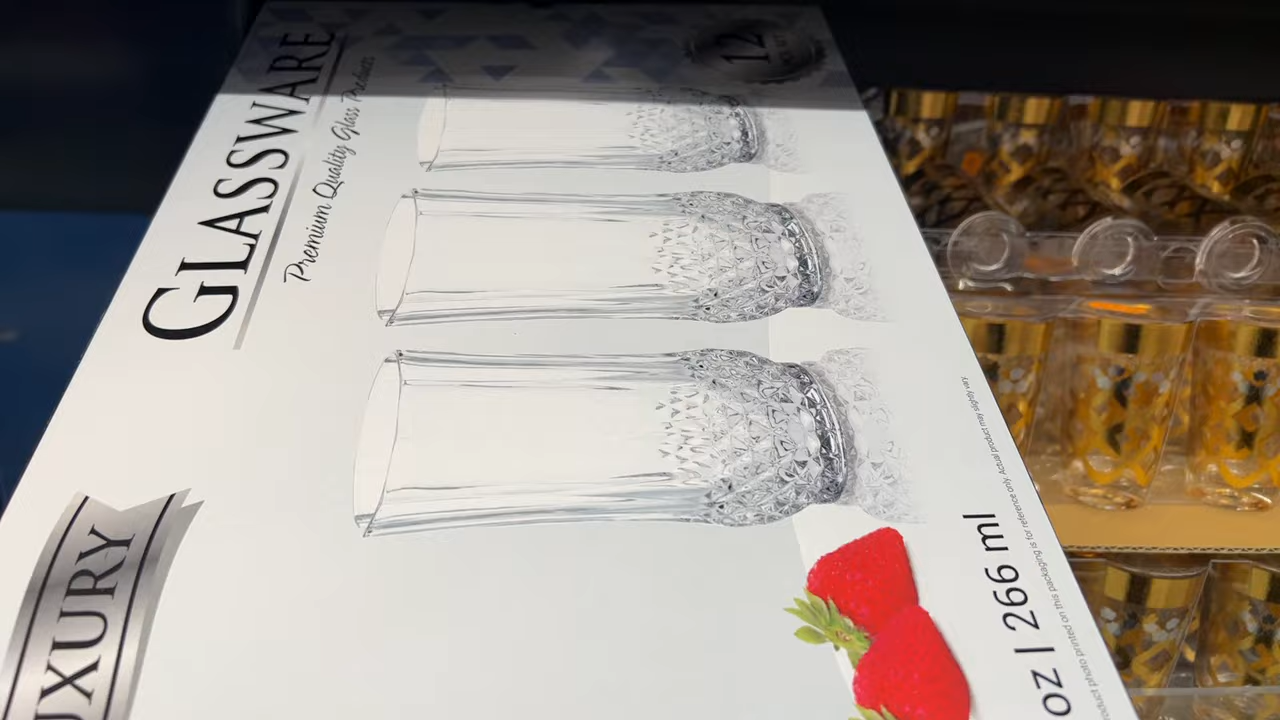 GLASSWARE
Premium Quality Glass Products
12
UXURY
oz | 266 ml
product photo printed on this packaging is for reference only. Actual product may slightly vary.